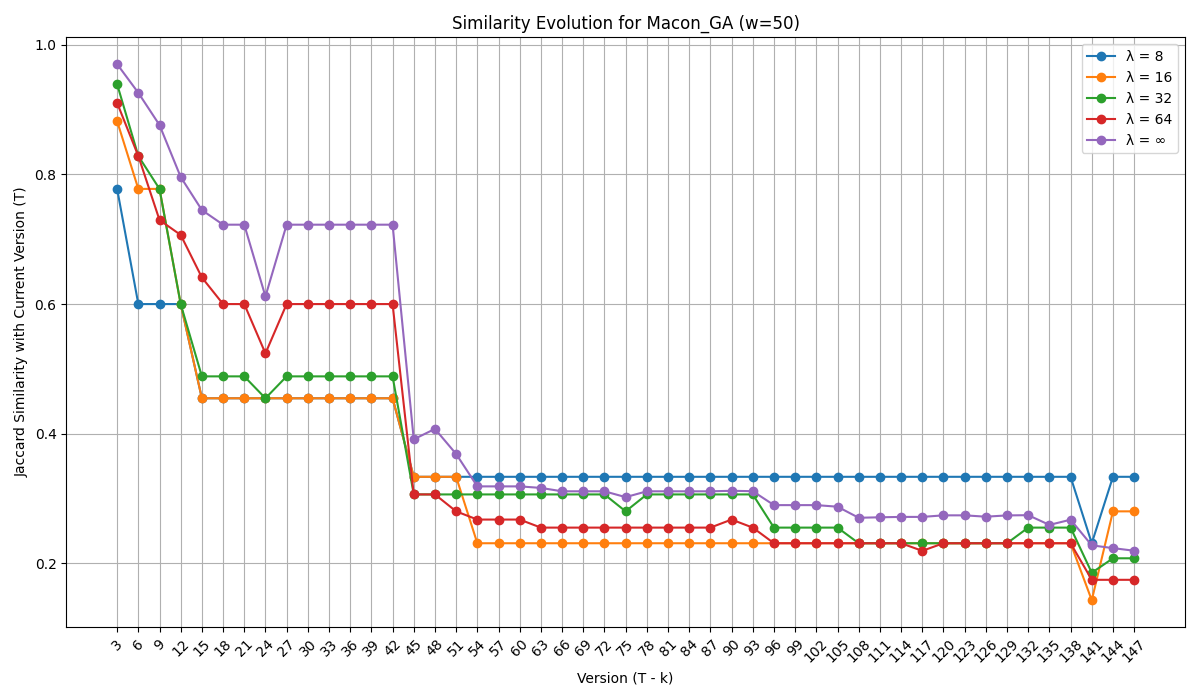 Similarity Evolution for Macon_GA (w=50)
λ = 8
λ = 16
λ = 32
λ = 64
λ = ∞
Jaccard Similarity with Current Version (T)
1.0
0.8
0.6
0.4
0.2
3 6 9 12 15 18 21 24 27 30 33 36 39 42 45 48 51 54 57 60 63 66 69 72 75 78 81 84 87 90 93 96 99 102 105 108 111 114 117 120 123 126 129 132 135 138 141 144 147
Version (T - k)